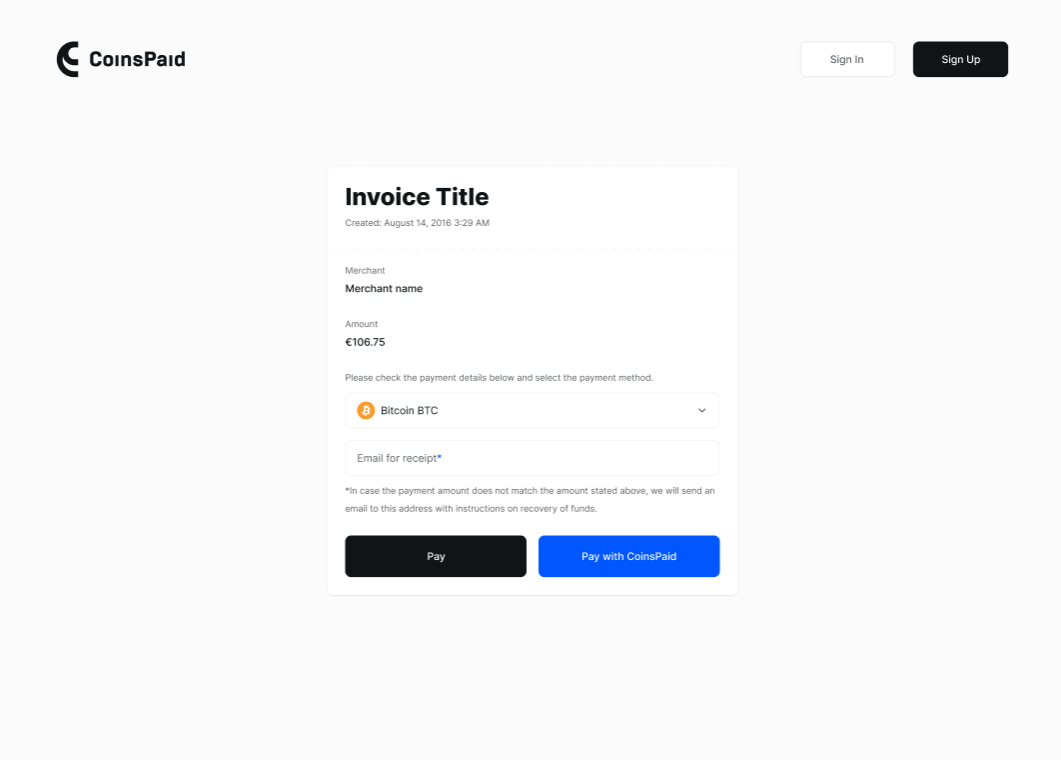 CoinsPaid
Sign In
Sign Up
Invoice Title
Created: August 14, 2016 3:29 AM
Merchant
Merchant name
Amount
€106.75
Please check the payment details below and select the payment method.
Bitcoin BTC
Email for receipt*
*In case the payment amount does not match the amount stated above, we will send an
email to this address with instructions on recovery of funds.
Pay
Pay with CoinsPaid